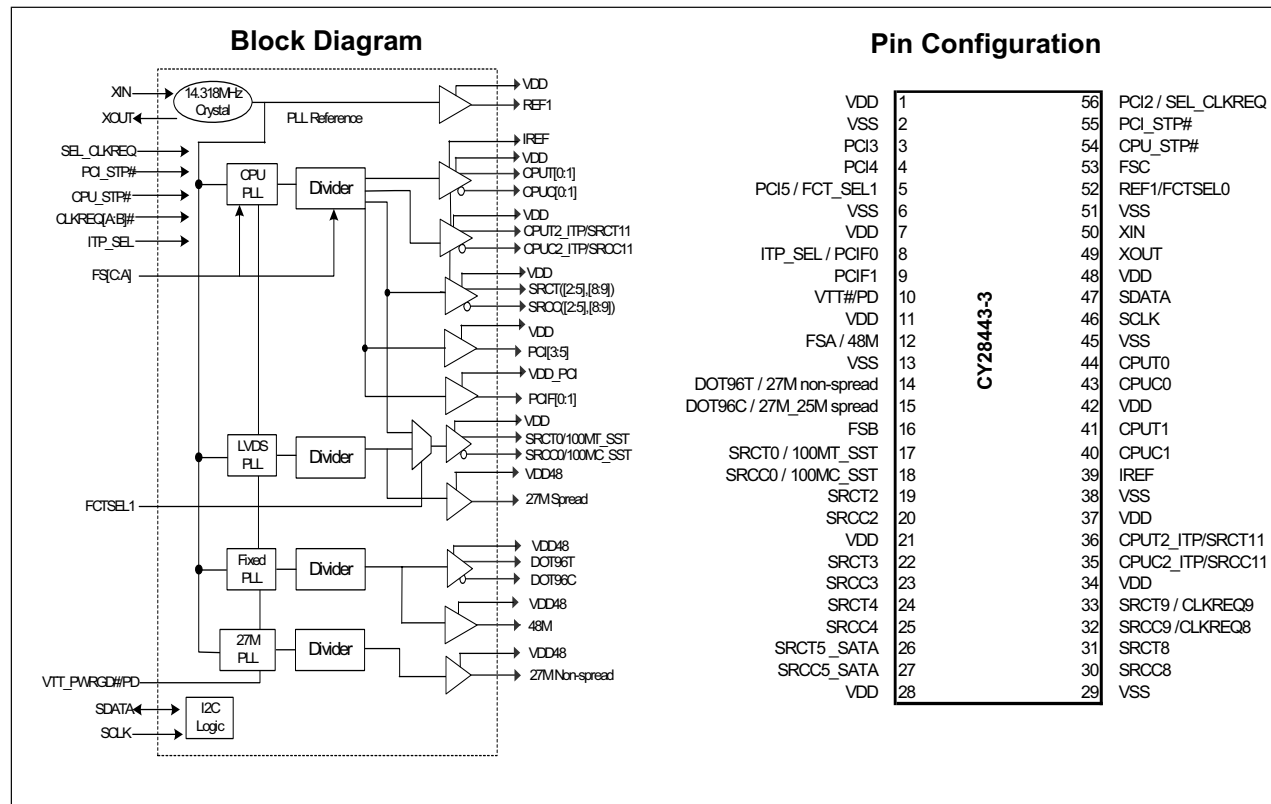 Block Diagram
XIN
XOUT
14.318MHz
Crystal
PLL Reference
VDD
REF1
SEL_CLKREQ
PCI_STP#
CPU_STP#
CLKREQ[A:B]#
ITP_SEL
FS[C:A]
CPU
PLL
Divider
IREF
VDD
CPUT[0:1]
CPUC[0:1]
VDD
CPUT2_ITP/SRCT11
CPUC2_ITP/SRCC11
VDD
SRCT([2:5],[8:9])
SRCC([2:5],[8:9])
VDD
PCI[3:5]
VDD_PCI
PCIF[0:1]
LVDS
PLL
Divider
VDD
SRCT0/100MT_SST
SRCC0/100MC_SST
VDD48
27M Spread
FCTSEL1
Fixed
PLL
Divider
VDD48
DOT96T
DOT96C
VDD48
48M
27M
PLL
Divider
VDD48
27M Non-spread
VTT_PWRGD#/PD
SDATA
SCLK
I2C
Logic
Pin Configuration
CY28443-3
VDD 1
VSS 2
PCI3 3
PCI4 4
PCI5 / FCT_SEL1 5
VSS 6
VDD 7
ITP_SEL / PCIF0 8
PCIF1 9
VTT#/PD 10
VDD 11
FSA / 48M 12
VSS 13
DOT96T / 27M non-spread 14
DOT96C / 27M_25M spread 15
FSB 16
SRCT0 / 100MT_SST 17
SRCC0 / 100MC_SST 18
SRCT2 19
SRCC2 20
VDD 21
SRCT3 22
SRCC3 23
SRCT4 24
SRCC4 25
SRCT5 _SATA 26
SRCC5_SATA 27
VDD 28
56 PCI2 / SEL_CLKREQ
55 PCI_STP#
54 CPU_STP#
53 FSC
52 REF1/FCTSEL0
51 VSS
50 XIN
49 XOUT
48 VDD
47 SDATA
46 SCLK
45 VSS
44 CPUT0
43 CPUC0
42 VDD
41 CPUT1
40 CPUC1
39 IREF
38 VSS
37 VDD
36 CPUT2_ITP/SRCT11
35 CPUC2_ITP/SRCC11
34 VDD
33 SRCT9 / CLKREQ9
32 SRCC9 /CLKREQ8
31 SRCT8
30 SRCC8
29 VSS